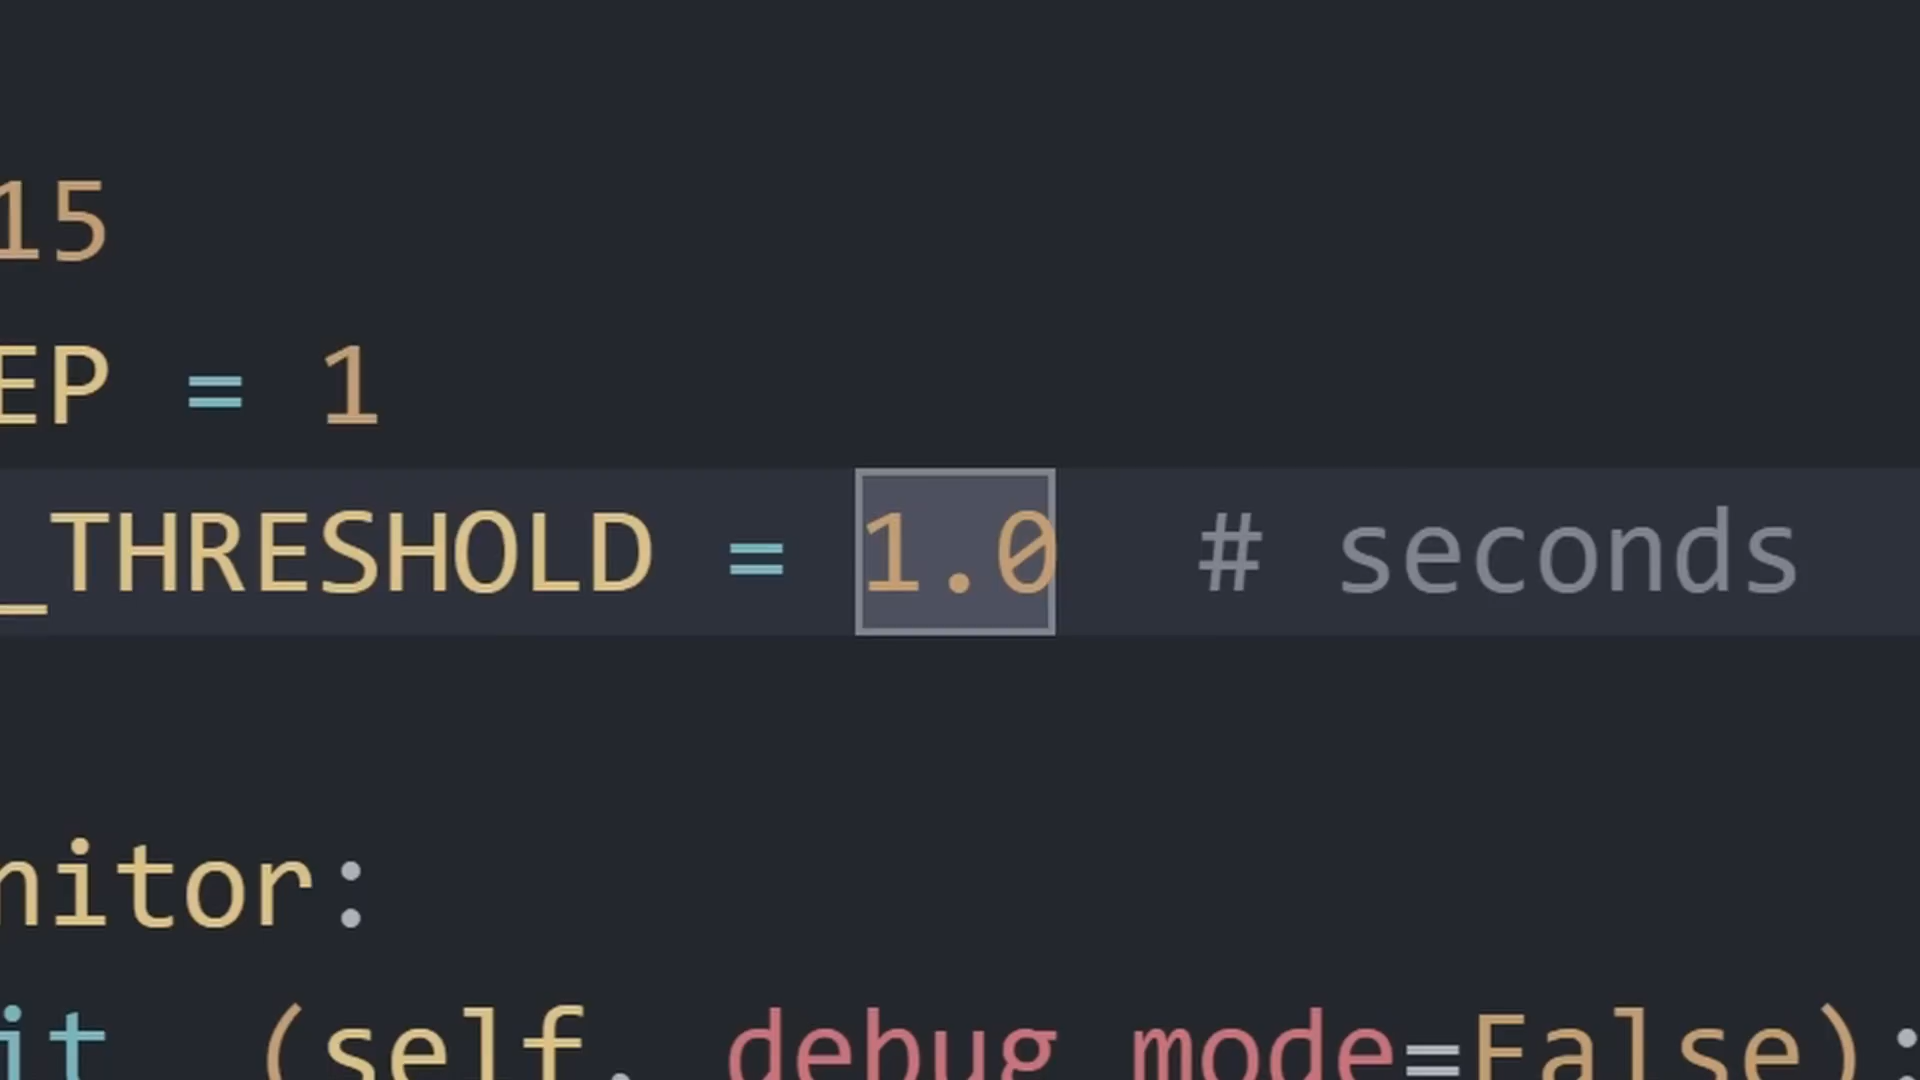 15
EP = 1
_THRESHOLD = 1.0  # seconds
nitor:
it (self, debug_mode=False):